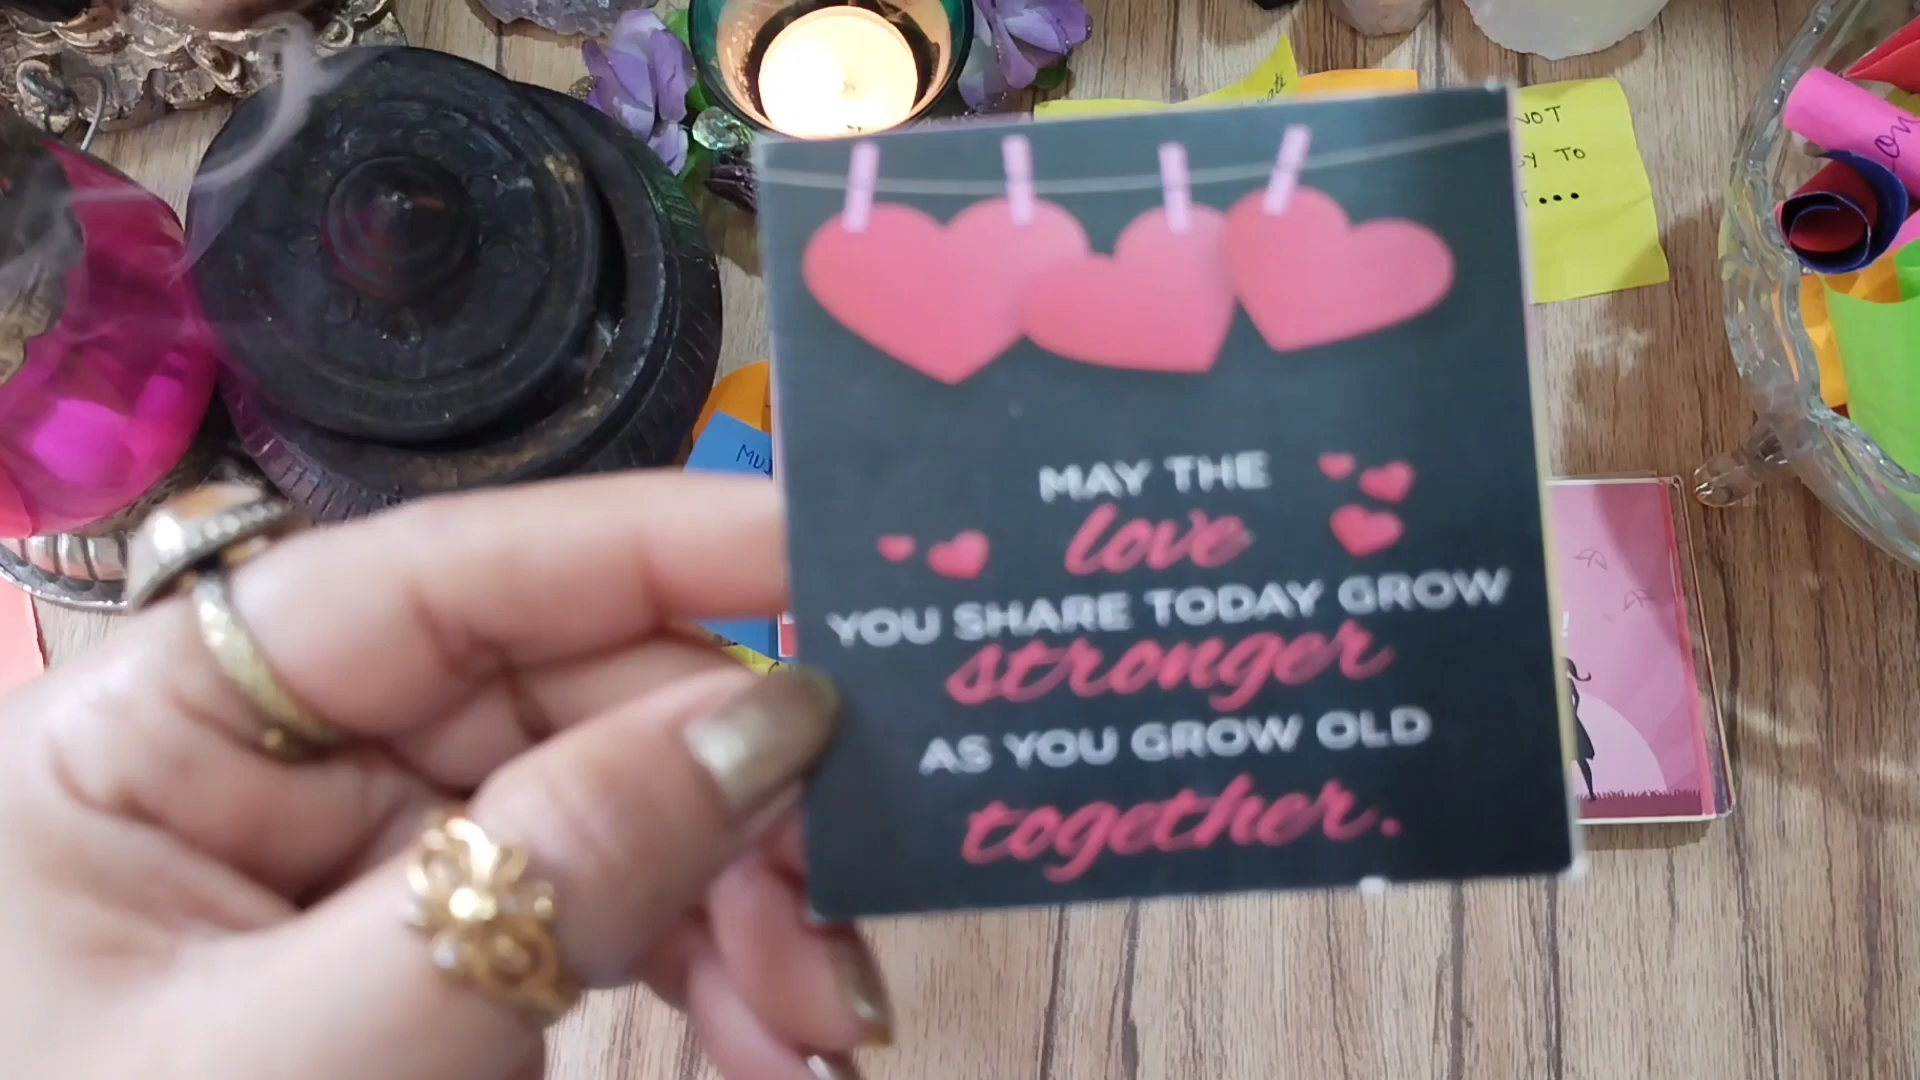 MAY THE
love
YOU SHARE TODAY GROW
stronger
AS YOU GROW OLD
together.
NOT
TO